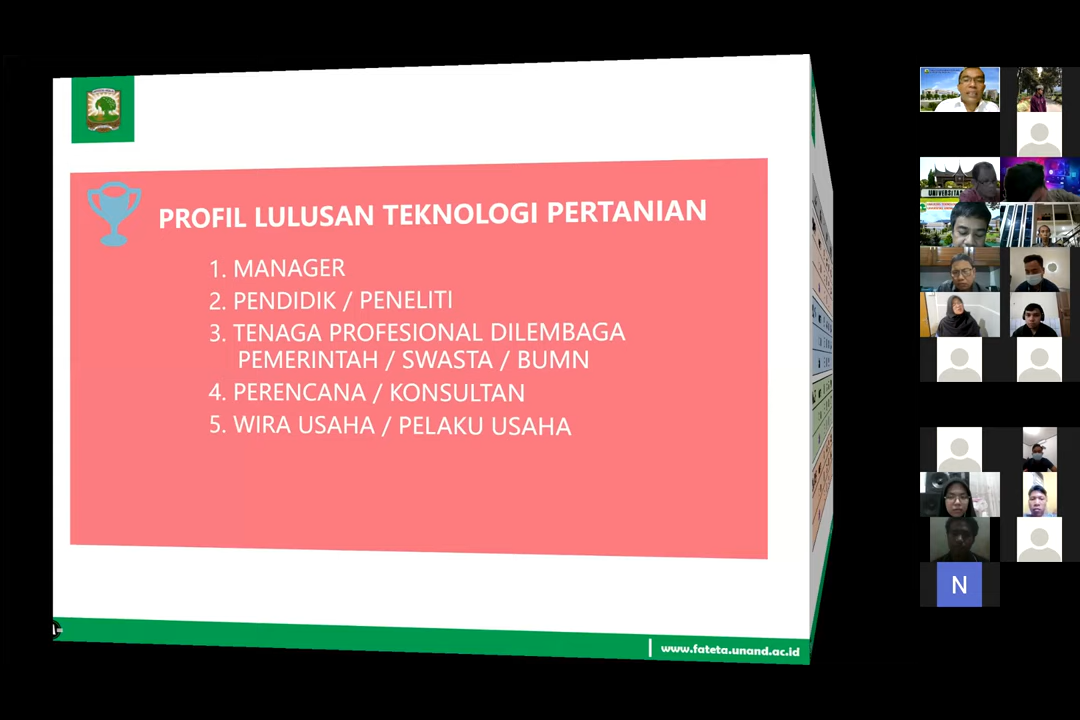 PROFIL LULUSAN TEKNOLOGI PERTANIAN
1. MANAGER
2. PENDIDIK / PENELITI
3. TENAGA PROFESIONAL DILEMBAGA
PEMERINTAH / SWASTA / BUMN
4. PERENCANA / KONSULTAN
5. WIRA USAHA / PELAKU USAHA
www.fateta.unand.ac.id
N